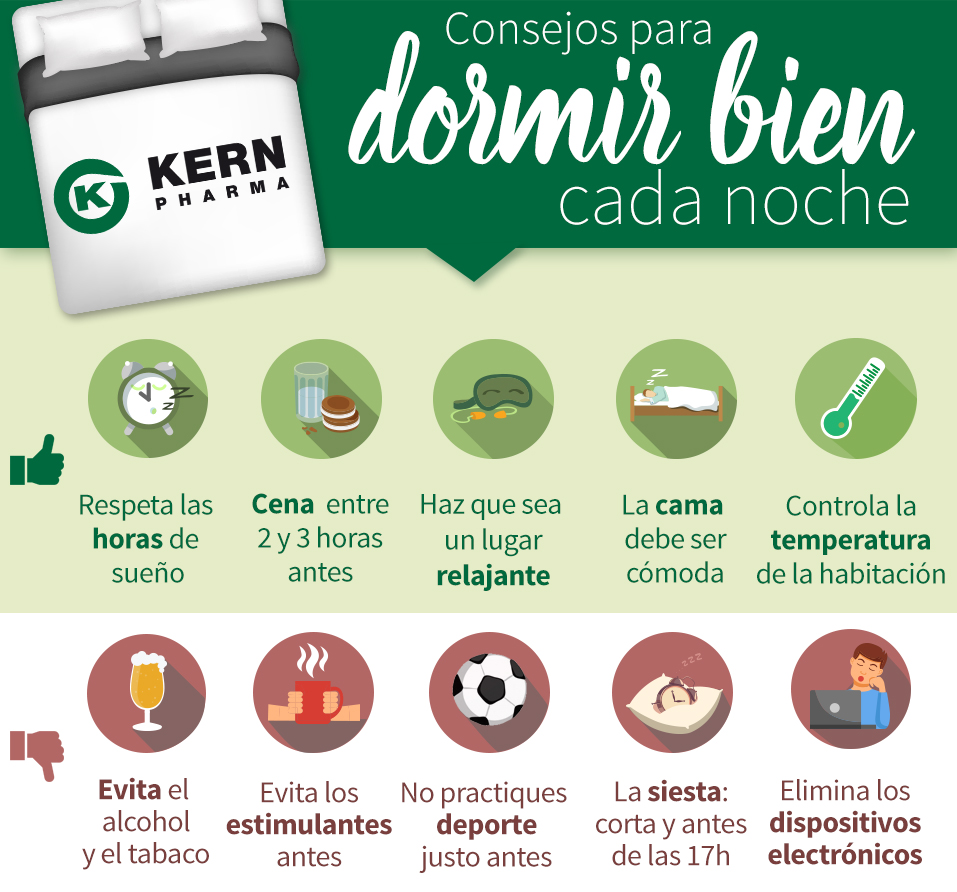 Consejos para
dormir bien
cada noche
K
KERN
PHARMA
Z
Z
Z
Respeta las
horas de
sueño
Cena entre
2 y 3 horas
antes
Haz que sea
un lugar
relajante
Z
Z
La cama
debe ser
cómoda
Controla la
temperatura
de la habitación
Evita el
alcohol
y el tabaco
Evita los
estimulantes
antes
No practiques
deporte
justo antes
zzz
La siesta:
corta y antes
de las 17h
Elimina los
dispositivos
electrónicos